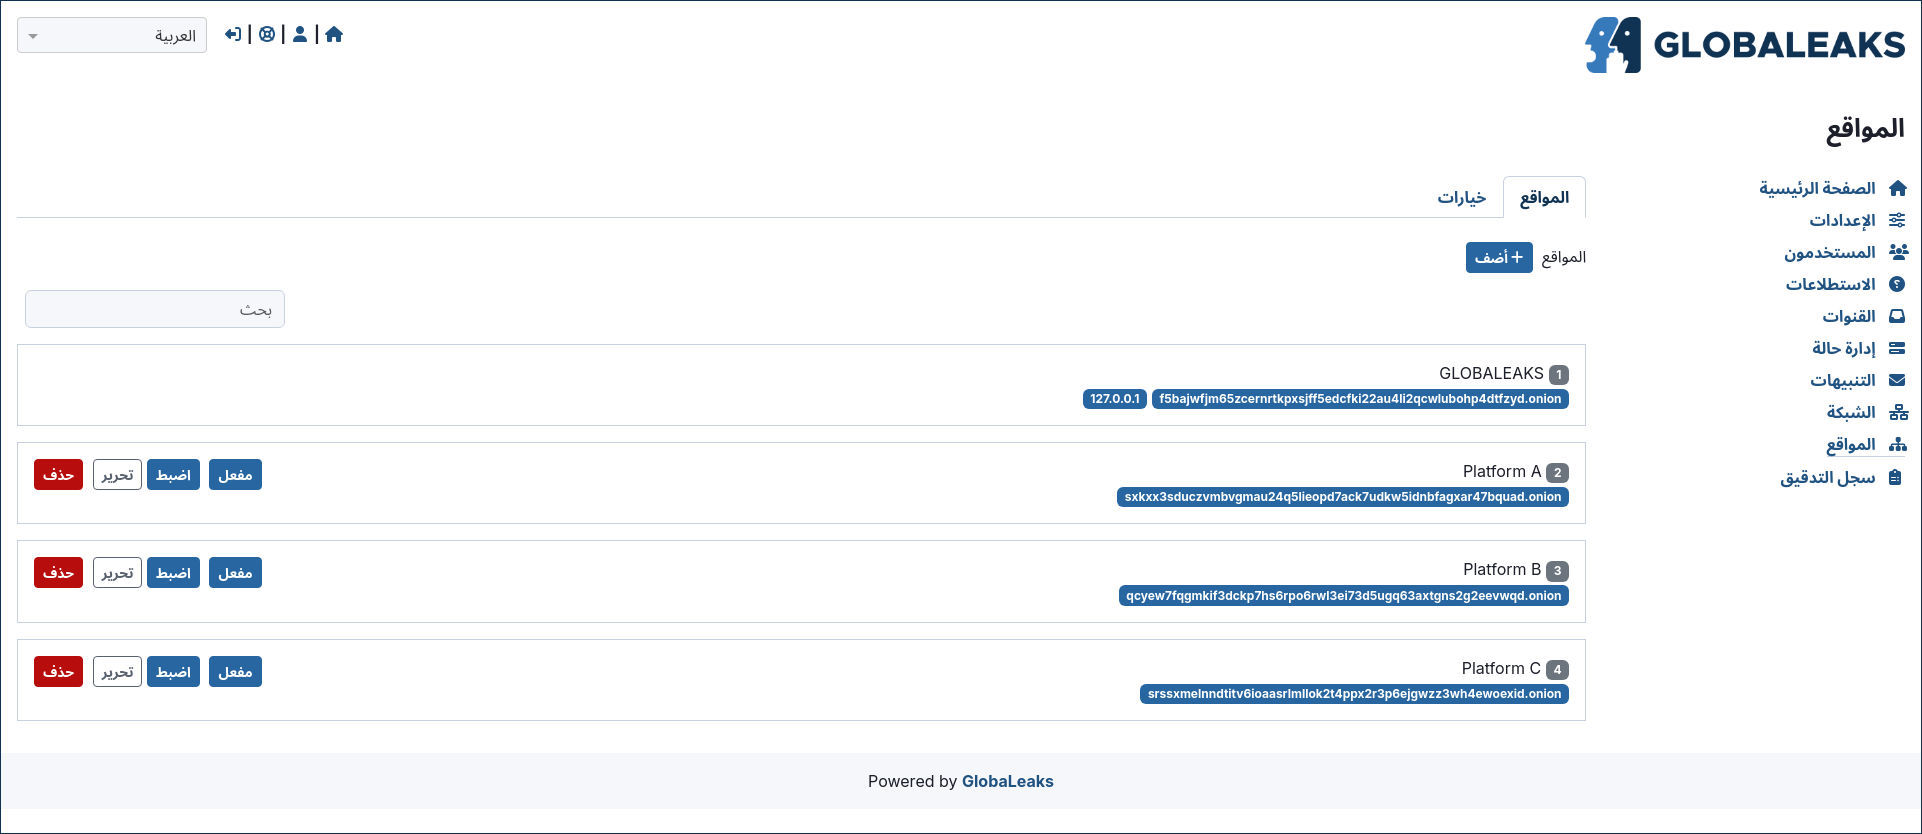 GLOBALEAKS
العربية
المواقع
الصفحة الرئيسية
الإعدادات
المستخدمون
الاستطلاعات
القنوات
إدارة حالة
التنبيهات
الشبكة
المواقع
سجل التدقيق
المواقع
خيارات
المواقع
أضف
بحث
1 GLOBALEAKS
f5bajwfjm65zcernrtkpxsjff5edcfki22au4li2qcwlubohp4dtfzyd.onion 127.0.0.1
2 Platform A
sxkxx3sduczvmbvgmau24q5lieopd7ack7udkw5idnbfagxar47bquad.onion
مفعل اضبط تحرير حذف
3 Platform B
qcyew7fqgmkif3dckp7hs6rpo6rwl3ei73d5ugq63axtgns2g2eevwqd.onion
مفعل اضبط تحرير حذف
4 Platform C
srssxmelnndtitv6ioaasrlmllok2t4ppx2r3p6ejgwzz3wh4ewoexid.onion
مفعل اضبط تحرير حذف
Powered by GlobaLeaks